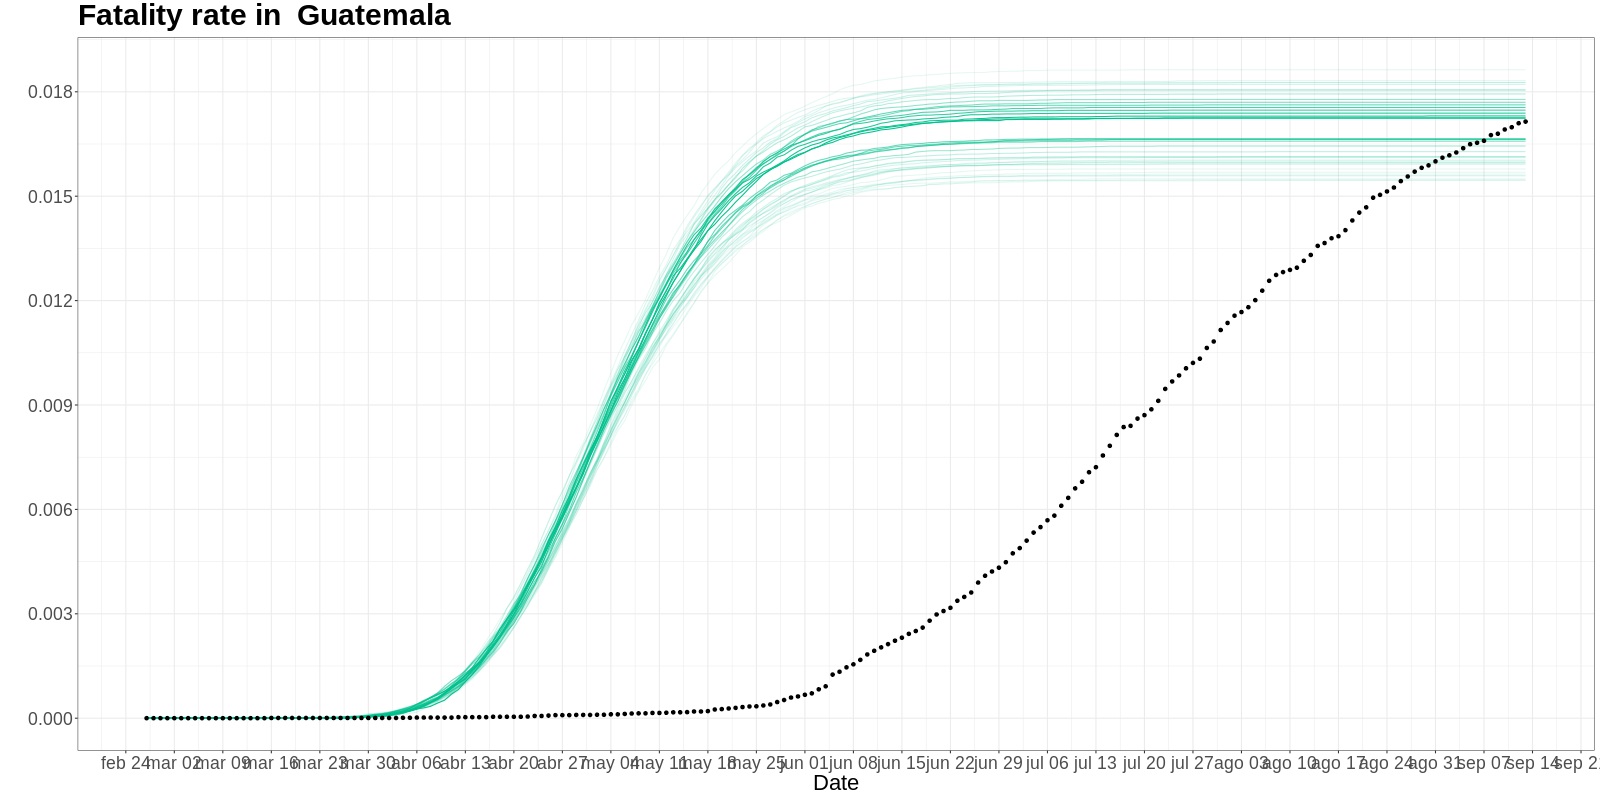 Fatality rate in  Guatemala
0.018
0.015
0.012
0.009
0.006
0.003
0.000
feb 24 mar 02 mar 09 mar 16 mar 23 mar 30 abr 06 abr 13 abr 20 abr 27 may 04 may 11 may 18 may 25 jun 01 jun 08 jun 15 jun 22 jun 29 jul 06 jul 13 jul 20 jul 27 ago 03 ago 10 ago 17 ago 24 ago 31 sep 07 sep 14 sep 21
Date